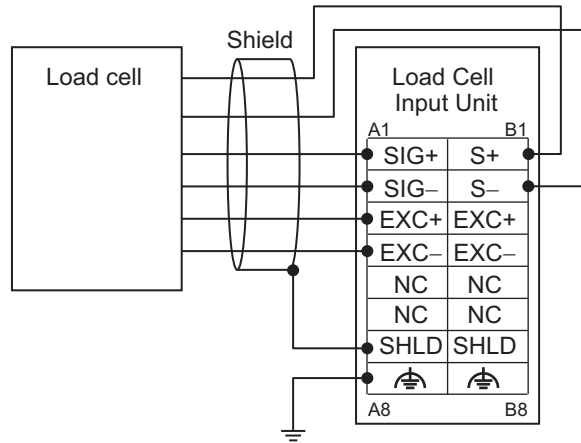 Shield
Load cell
Load Cell
Input Unit
A1 B1
SIG+ S+
SIG– S–
EXC+ EXC+
EXC– EXC–
NC NC
NC NC
SHLD SHLD
A8 B8